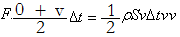 F (0 + v)/2 Δt = 1/2 ρSvΔtvv